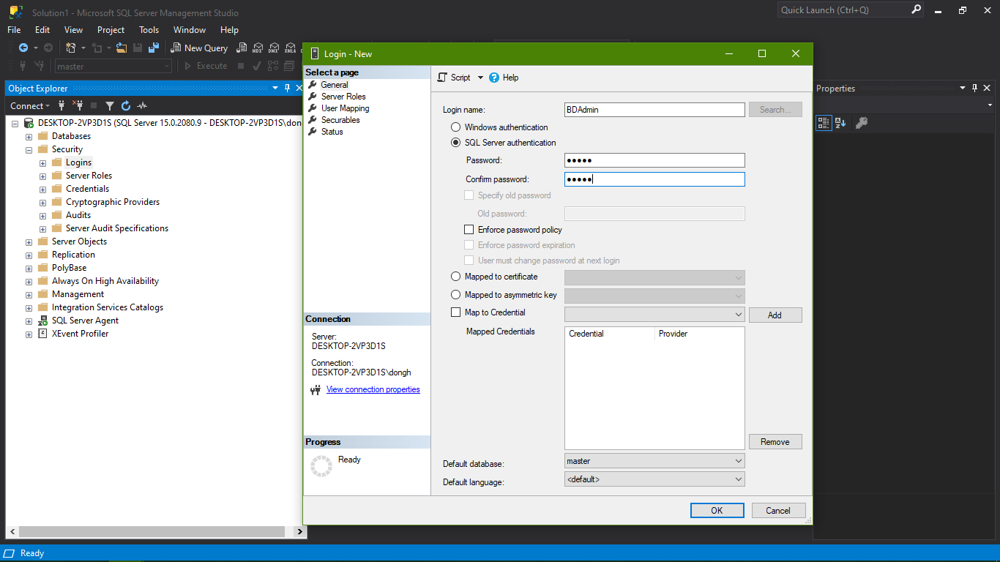 Solution1 - Microsoft SQL Server Management Studio
Quick Launch (Ctrl+Q)
File Edit View Project Tools Window Help
New Query
MDX DMX XMLA
master
Execute
Object Explorer
Connect
DESKTOP-2VP3D1S (SQL Server 15.0.2080.9 - DESKTOP-2VP3D1S\don
Databases
Security
Logins
Server Roles
Credentials
Cryptographic Providers
Audits
Server Audit Specifications
Server Objects
Replication
PolyBase
Always On High Availability
Management
Integration Services Catalogs
SQL Server Agent
XEvent Profiler
Login - New
Select a page
General
Server Roles
User Mapping
Securables
Status
Connection
Server:
DESKTOP-2VP3D1S
Connection:
DESKTOP-2VP3D1S\dongh
View connection properties
Progress
Ready
Script Help
Login name: BDAdmin Search...
Windows authentication
SQL Server authentication
Password: ●●●●●
Confirm password: ●●●●●
Specify old password
Old password:
Enforce password policy
Enforce password expiration
User must change password at next login
Mapped to certificate
Mapped to asymmetric key
Map to Credential Add
Mapped Credentials Credential Provider
Remove
Default database: master
Default language: <default>
OK Cancel
Properties
Ready